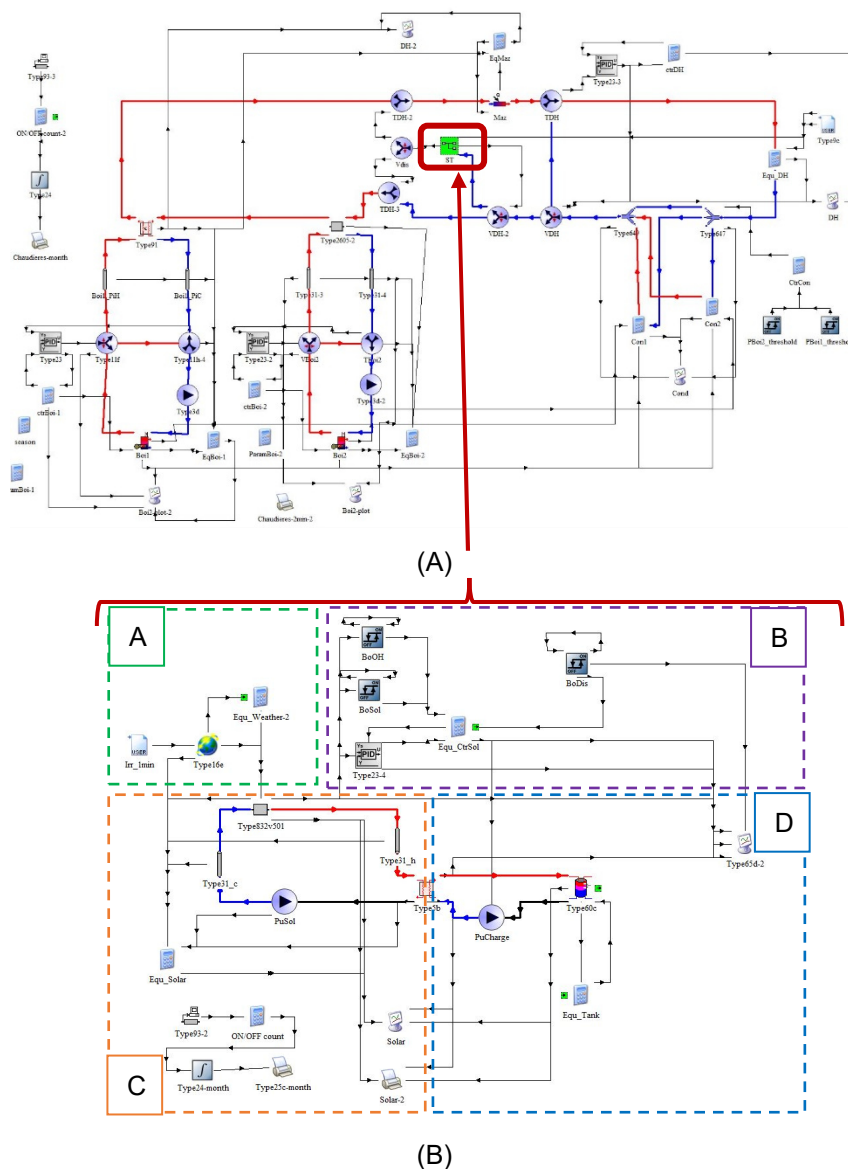 DH-2
EqMar
Type93-3
Type23-3
ctrDH
ON/OFF count-2
TDH-2
Mar
TDH
Type9e
Vdis
ST
Equ_DH
Type24
TDH-3
VDH-2
VDH
Type647
DH
Chaudieres-month
Type91
Type2605-2
Boi1_PiH
Boi1_PiC
Type31-3
Type31-4
CtrCon
Con1
Con2
PBoi2_threshold
Type23
Type11f
Type11h-4
Type23-2
VBoi2
TBoi2
Cond
Type3d
Type3d-2
ctrBoi-1
ctrBoi-2
season
Boi1
EqBoi-1
ParamBoi-2
Boi2
EqBoi-2
Boi2-plot-2
Chaudieres-2mm-2
Boi2-plot
(A)
A
B
BoOH
BoDis
BoSol
Equ_Weather-2
Equ_CtrSol
Irr_1min
Type16e
Type23-4
D
Type832v501
Type65d-2
Type31_h
Type31_c
PuSol
Type5b
PuCharge
Type60c
Equ_Solar
Equ_Tank
Type93-2
ON/OFF count
Solar
C
Type24-month
Type25c-month
Solar-2
(B)